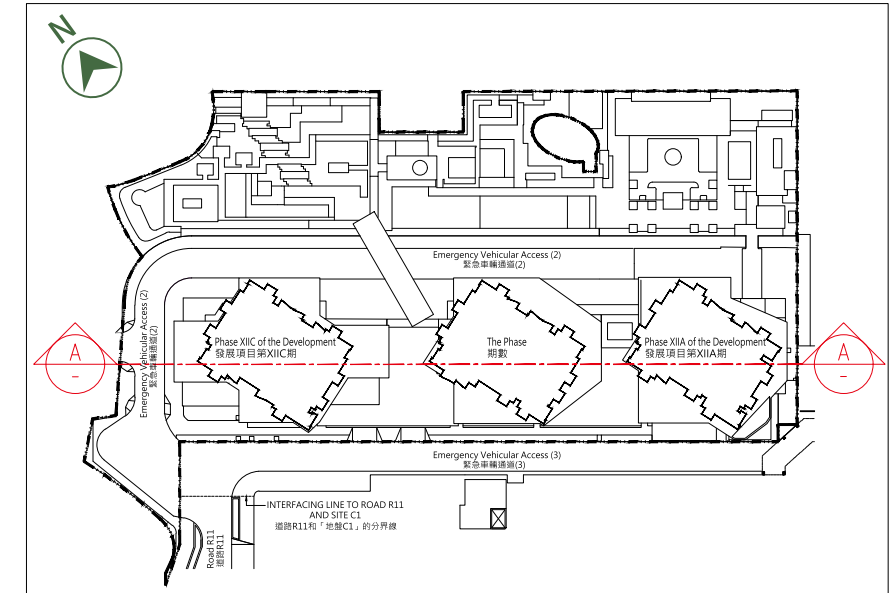 N
Emergency Vehicular Access (2)
緊急車輛通道(2)
Emergency Vehicular Access (2)
緊急車輛通道(2)
Phase XIIC of the Development
發展項目第XIIC期
The Phase
期數
Phase XIIA of the Development
發展項目第XIIA期
A
-
A
-
Emergency Vehicular Access (3)
緊急車輛通道(3)
INTERFACING LINE TO ROAD R11
AND SITE C1
道路R11和「地盤C1」的分界線
Road R11
道路R11